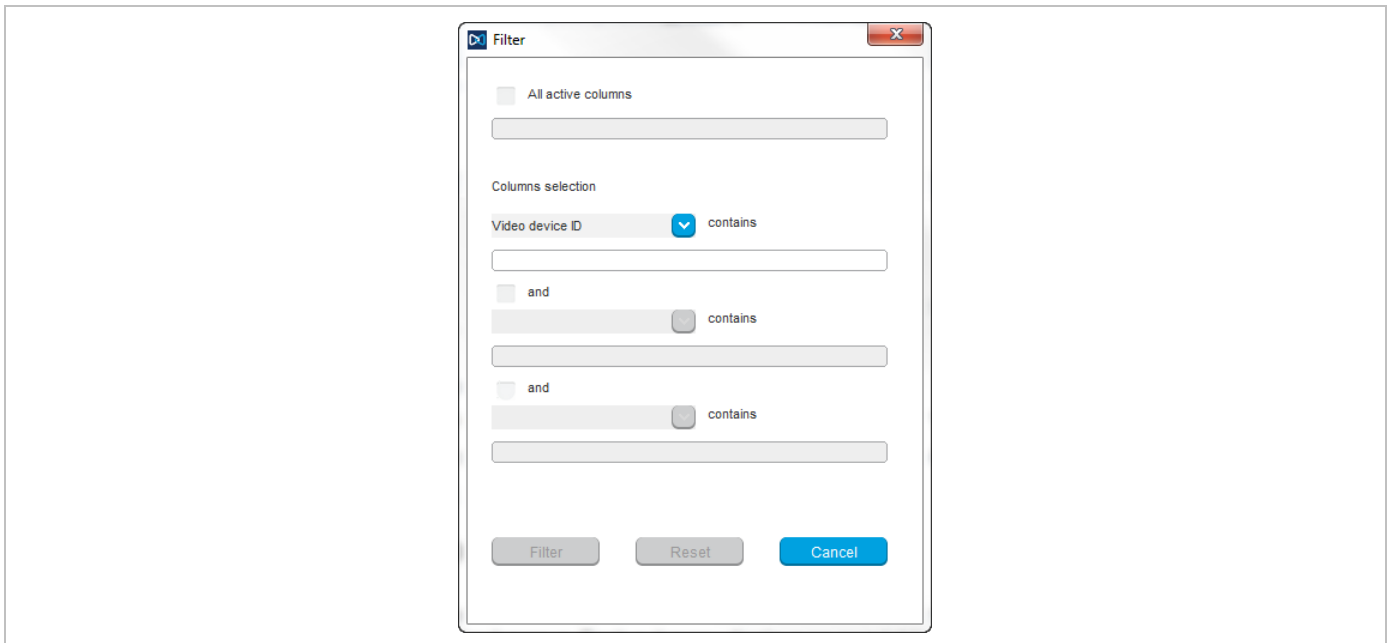 Filter
All active columns
Columns selection
Video device ID contains
and
contains
and
contains
Filter Reset Cancel